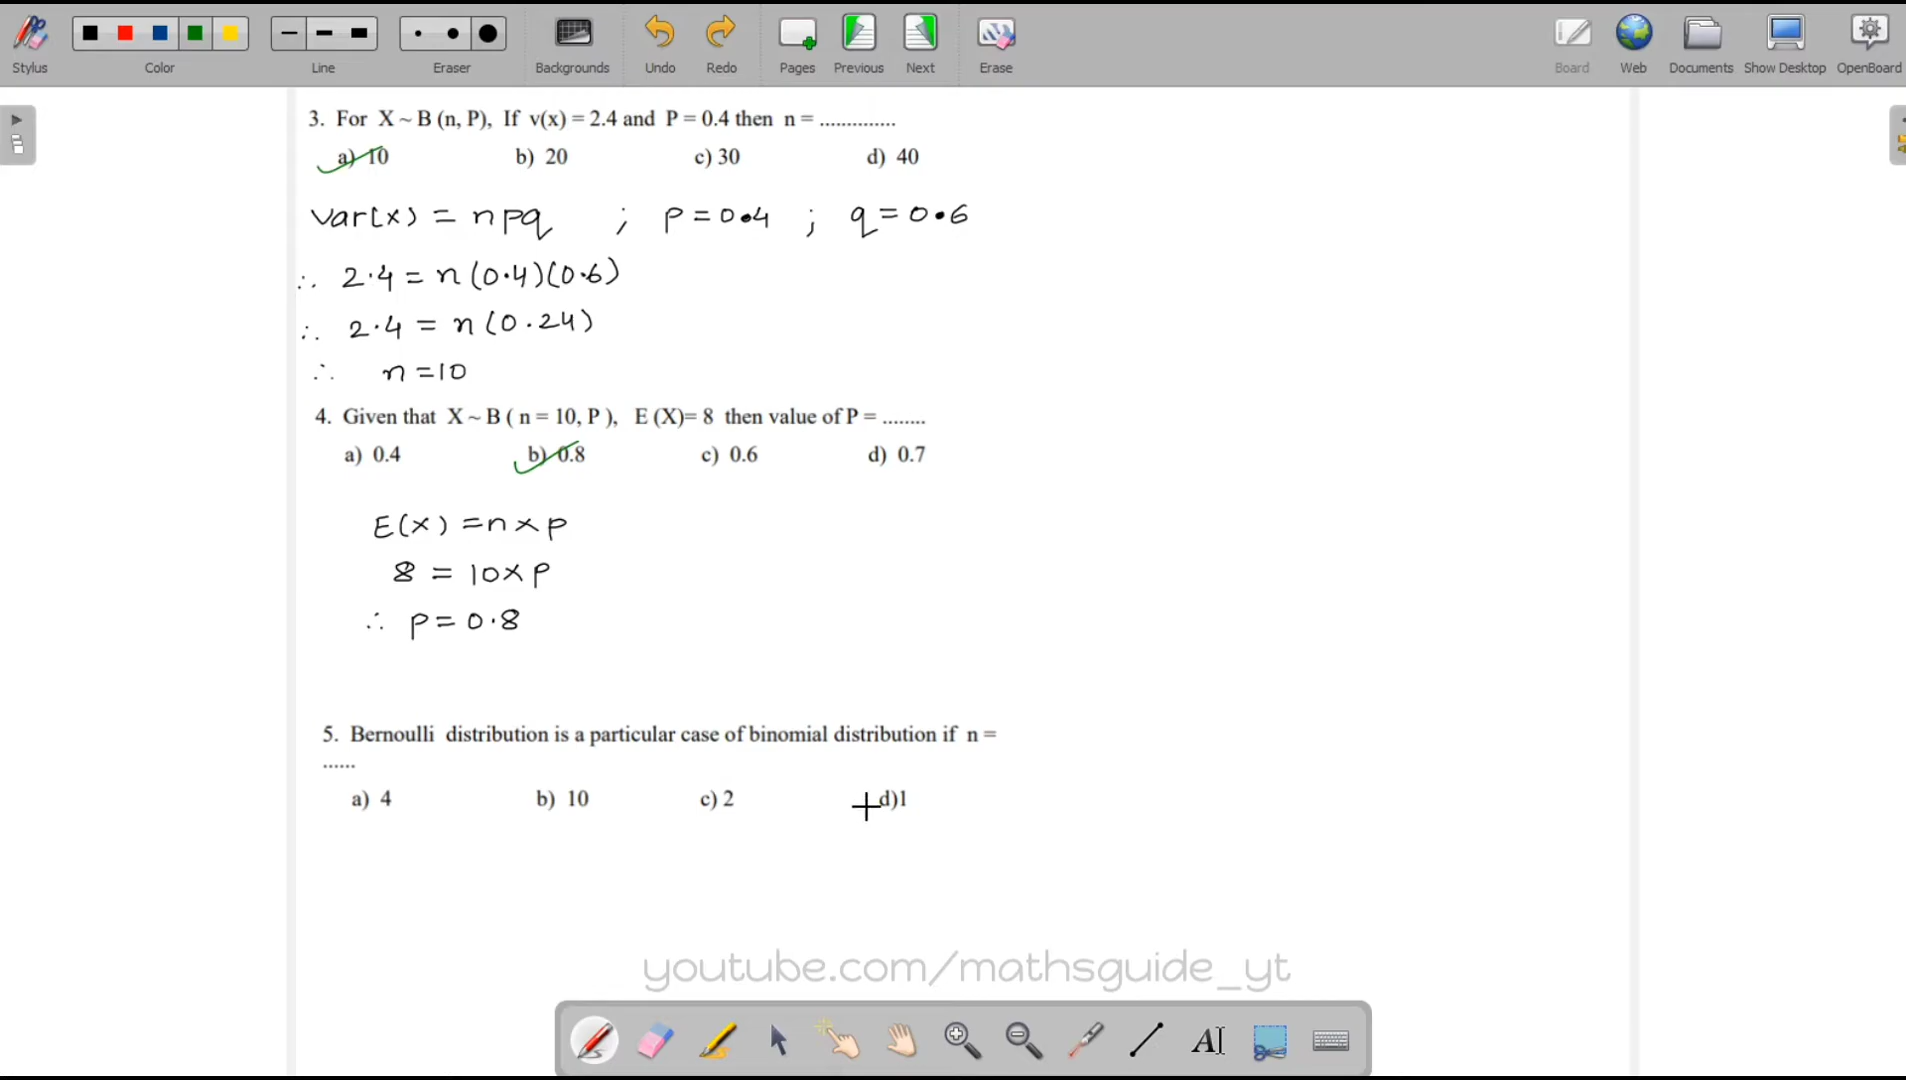 Stylus
Color
Line
Eraser
Backgrounds
Undo
Redo
Pages
Previous
Next
Erase
Board
Web
Documents
Show Desktop
OpenBoard
3. For X ~ B (n, P), If v(x) = 2.4 and P = 0.4 then n = ..............
a) 10 b) 20 c) 30 d) 40
Var(x) = npq ; p = 0.4 ; q = 0.6
∴ 2.4 = n(0.4)(0.6)
∴ 2.4 = n(0.24)
∴ n = 10
4. Given that X ~ B ( n = 10, P ), E (X)= 8 then value of P = ........
a) 0.4 b) 0.8 c) 0.6 d) 0.7
E(x) = n × p
8 = 10 × p
∴ p = 0.8
5. Bernoulli distribution is a particular case of binomial distribution if n =
......
a) 4 b) 10 c) 2 d)1
youtube.com/mathsguide_yt
AI